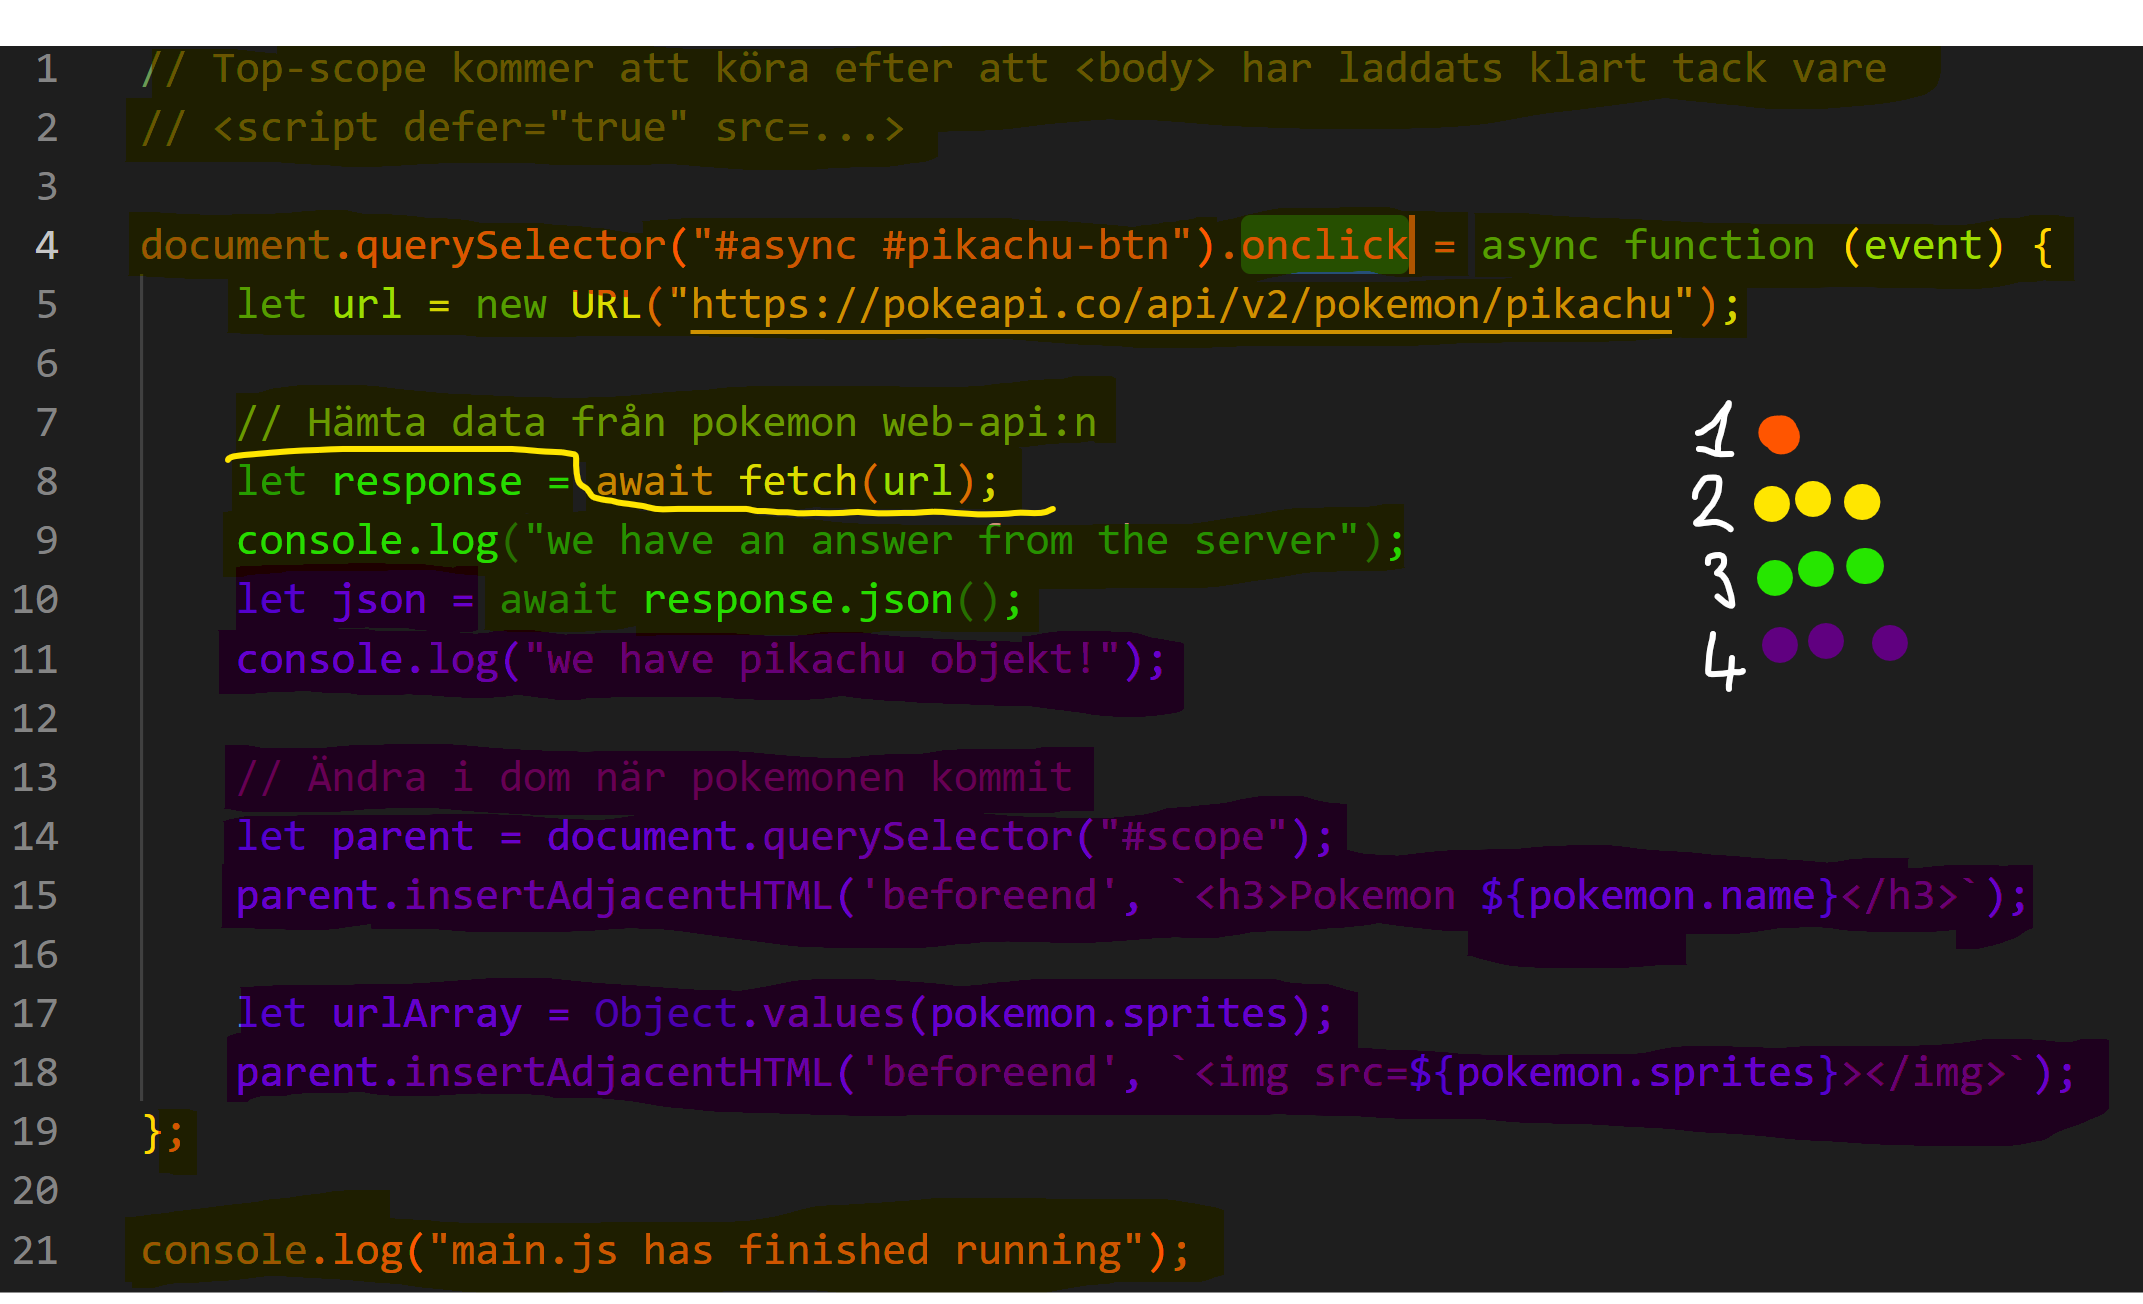 1 // Top-scope kommer att köra efter att <body> har laddats klart tack vare
2 // <script defer="true" src=...>
3
4 document.querySelector("#async #pikachu-btn").onclick = async function (event) {
5 let url = new URL("https://pokeapi.co/api/v2/pokemon/pikachu");
6
7 // Hämta data från pokemon web-api:n
8 let response = await fetch(url);
9 console.log("we have an answer from the server");
10 let json = await response.json();
11 console.log("we have pikachu objekt!");
12
13 // Ändra i dom när pokemonen kommit
14 let parent = document.querySelector("#scope");
15 parent.insertAdjacentHTML('beforeend', `<h3>Pokemon ${pokemon.name}</h3>`);
16
17 let urlArray = Object.values(pokemon.sprites);
18 parent.insertAdjacentHTML('beforeend', `<img src=${pokemon.sprites}></img>`);
19 };
20
21 console.log("main.js has finished running");
1
2
3
4